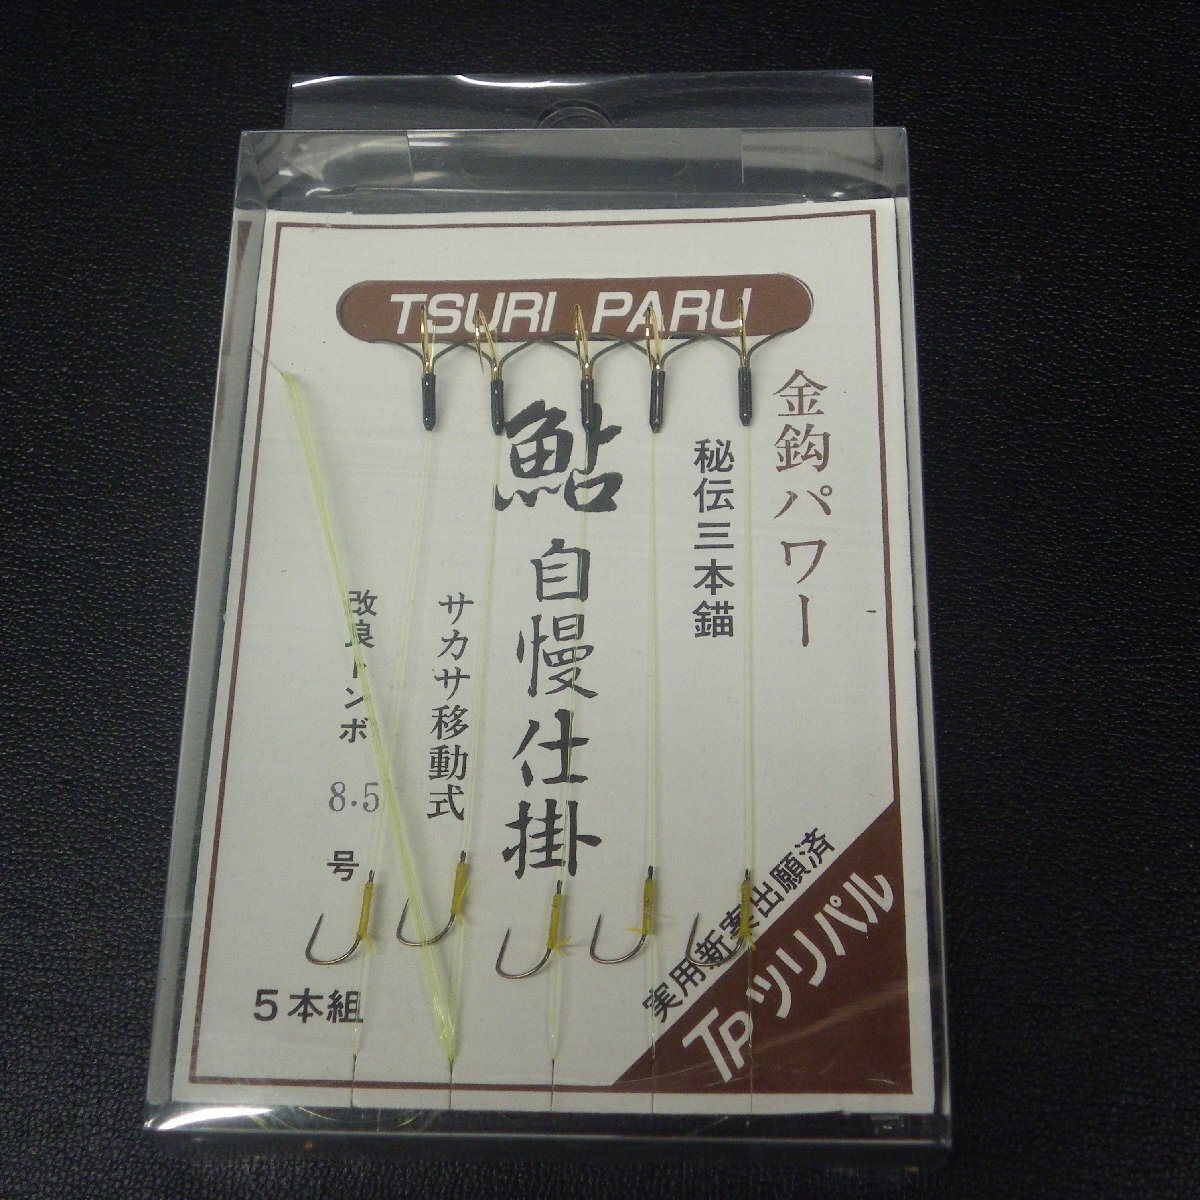 TSURI PARU
金鈎パワー
秘伝三本錨
鮎自慢仕掛
サカサ移動式
改良トンボ 8.5 号
5本組
実用新案出願済
TPツリパル